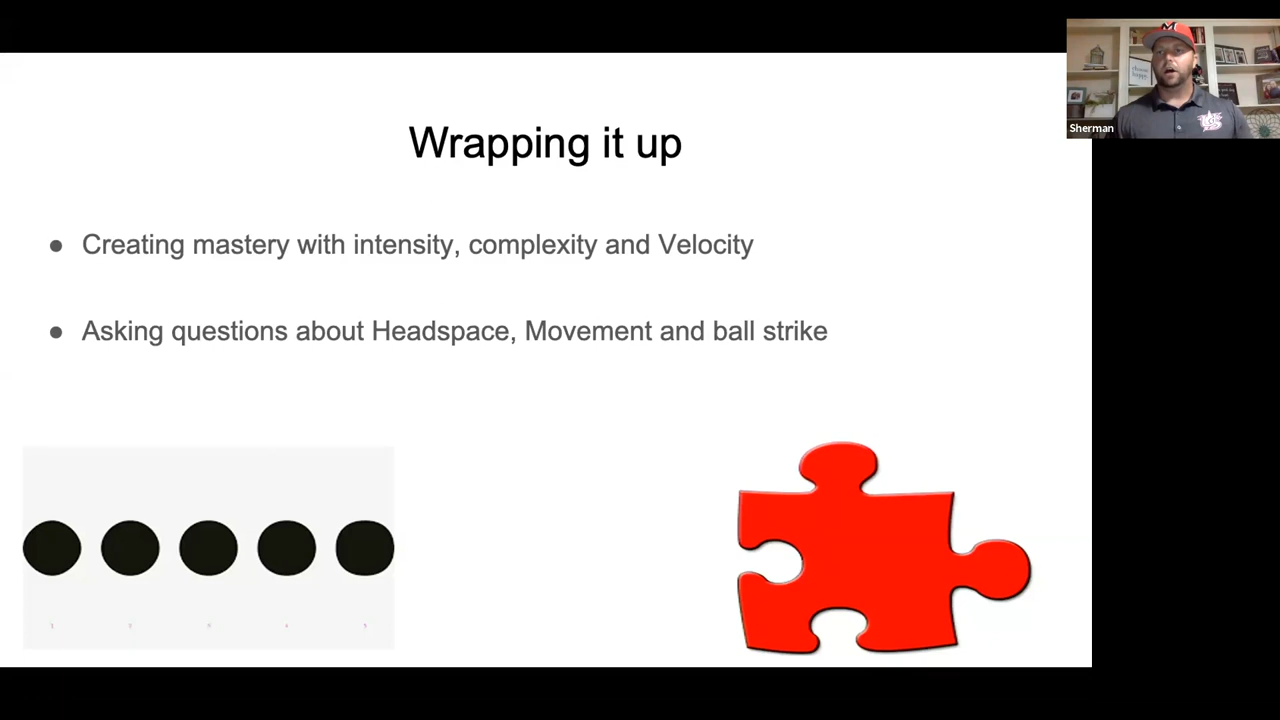 Wrapping it up
Creating mastery with intensity, complexity and Velocity
Asking questions about Headspace, Movement and ball strike
Sherman
M